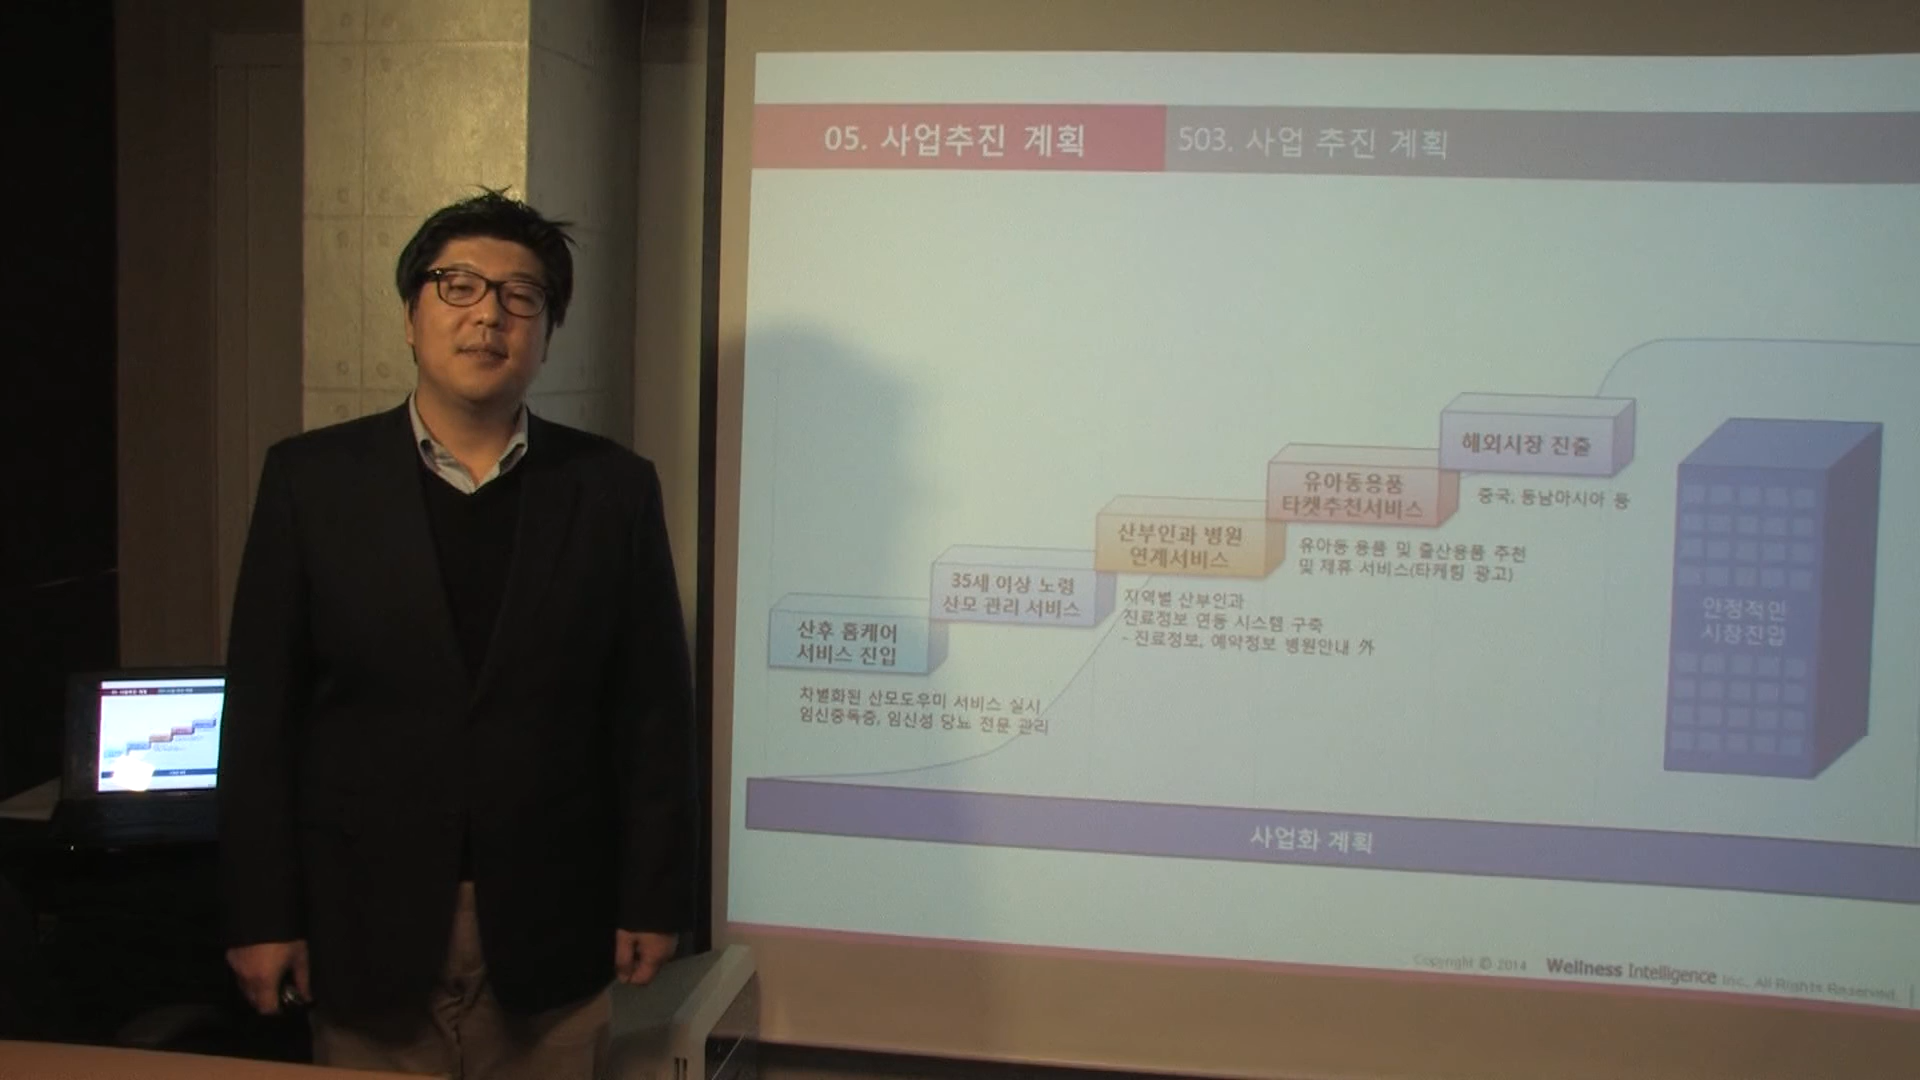 05. 사업추진 계획
503. 사업 추진 계획
해외시장 진출
중국, 동남아시아 등
유아동용품
타켓추천서비스
유아동 용품 및 출산용품 추천
및 제휴 서비스(타케팅 광고)
산부인과 병원
연계서비스
지역별 산부인과
진료정보 연동 시스템 구축
- 진료정보, 예약정보 병원안내 外
35세 이상 노령
산모 관리 서비스
산후 홈케어
서비스 진입
차별화된 산모도우미 서비스 실시
임신중독증, 임신성 당뇨 전문 관리
안정적인
시장진입
사업화 계획
Copyright © 2014 Wellness Intelligence Inc. All Rights Reserved.